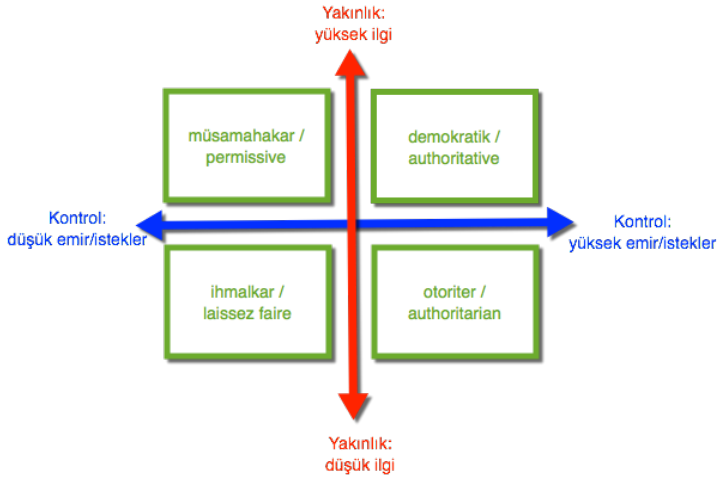 Yakınlık:
yüksek ilgi
müsamahakar /
permissive
demokratik /
authoritative
Kontrol:
düşük emir/istekler
Kontrol:
yüksek emir/istekler
ihmalkar /
laissez faire
otoriter /
authoritarian
Yakınlık:
düşük ilgi